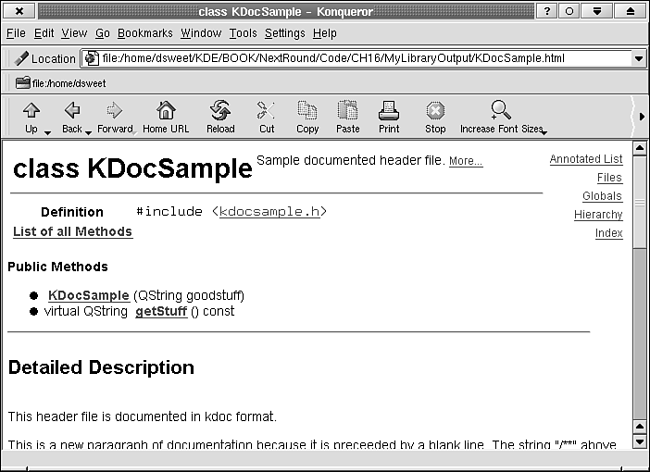 class KDocSample - Konqueror
File Edit View Go Bookmarks Window Tools Settings Help
Location file:/home/dsweet/KDE/BOOK/NextRound/Code/CH16/MyLibraryOutput/KDocSample.html
file:/home/dsweet
Up Back Forward Home URL Reload Cut Copy Paste Print Stop Increase Font Sizes
class KDocSample Sample documented header file. More...
Annotated List
Files
Globals
Hierarchy
Index
Definition #include <kdocsample.h>
List of all Methods
Public Methods
KDocSample (QString goodstuff)
virtual QString getStuff () const
Detailed Description
This header file is documented in kdoc format.
This is a new paragraph of documentation because it is preceeded by a blank line. The string "/**" above